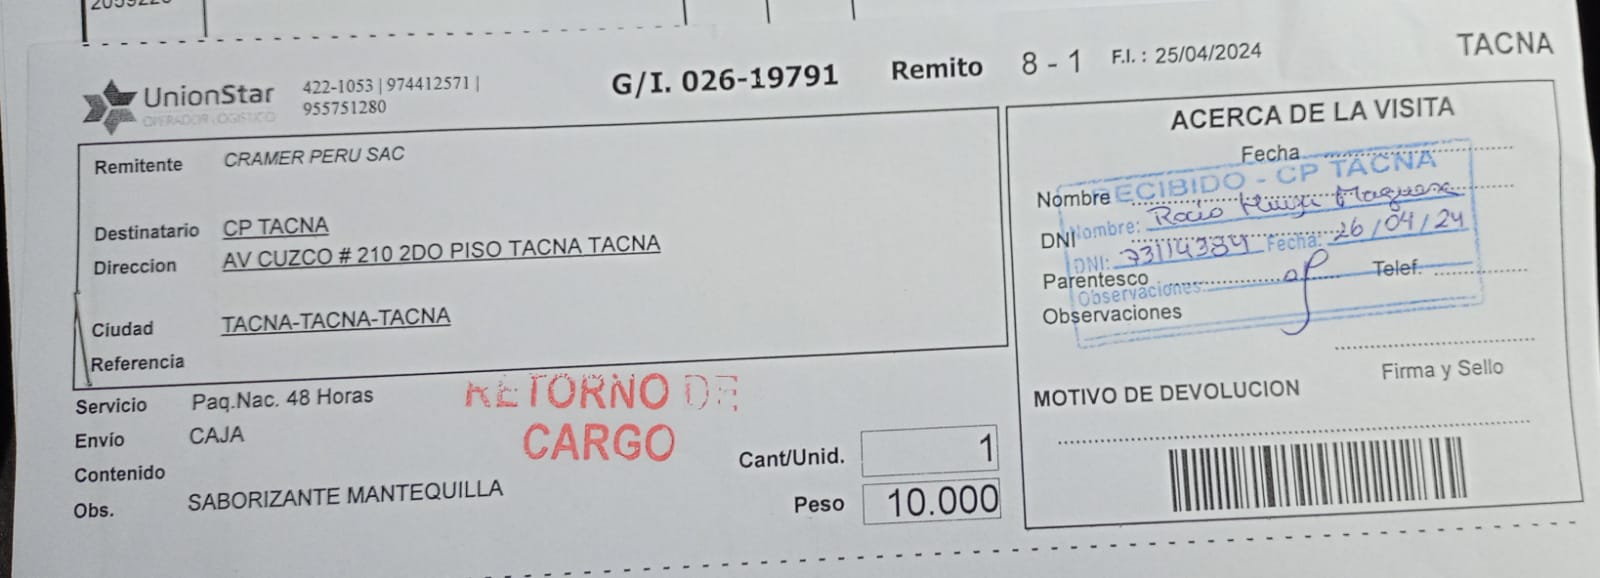 UnionStar
OPERADOR LOGISTICO
422-1053 | 974412571 |
955751280
G/I. 026-19791
Remito 8 - 1
F.I. : 25/04/2024
TACNA
Remitente CRAMER PERU SAC
Destinatario CP TACNA
Direccion AV CUZCO # 210 2DO PISO TACNA TACNA
Ciudad TACNA-TACNA-TACNA
Referencia
Servicio Paq.Nac. 48 Horas
Envío CAJA
Contenido
Obs. SABORIZANTE MANTEQUILLA
RETORNO DE
CARGO
Cant/Unid. 1
Peso 10.000
ACERCA DE LA VISITA
Fecha
Nombre
DNI
Parentesco Telef.
Observaciones
RECIBIDO - CP TACNA
Nombre: Rocio
DNI: 73114384 Fecha: 26/04/24
Observaciones:
Firma y Sello
MOTIVO DE DEVOLUCION